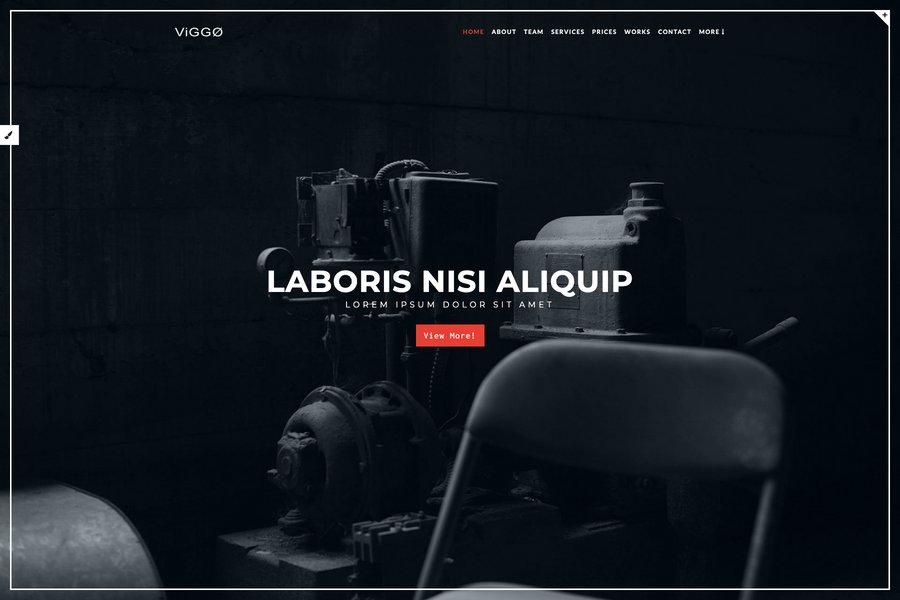 ViGGØ
HOME ABOUT TEAM SERVICES PRICES WORKS CONTACT MORE
LABORIS NISI ALIQUIP
LOREM IPSUM DOLOR SIT AMET
View More!